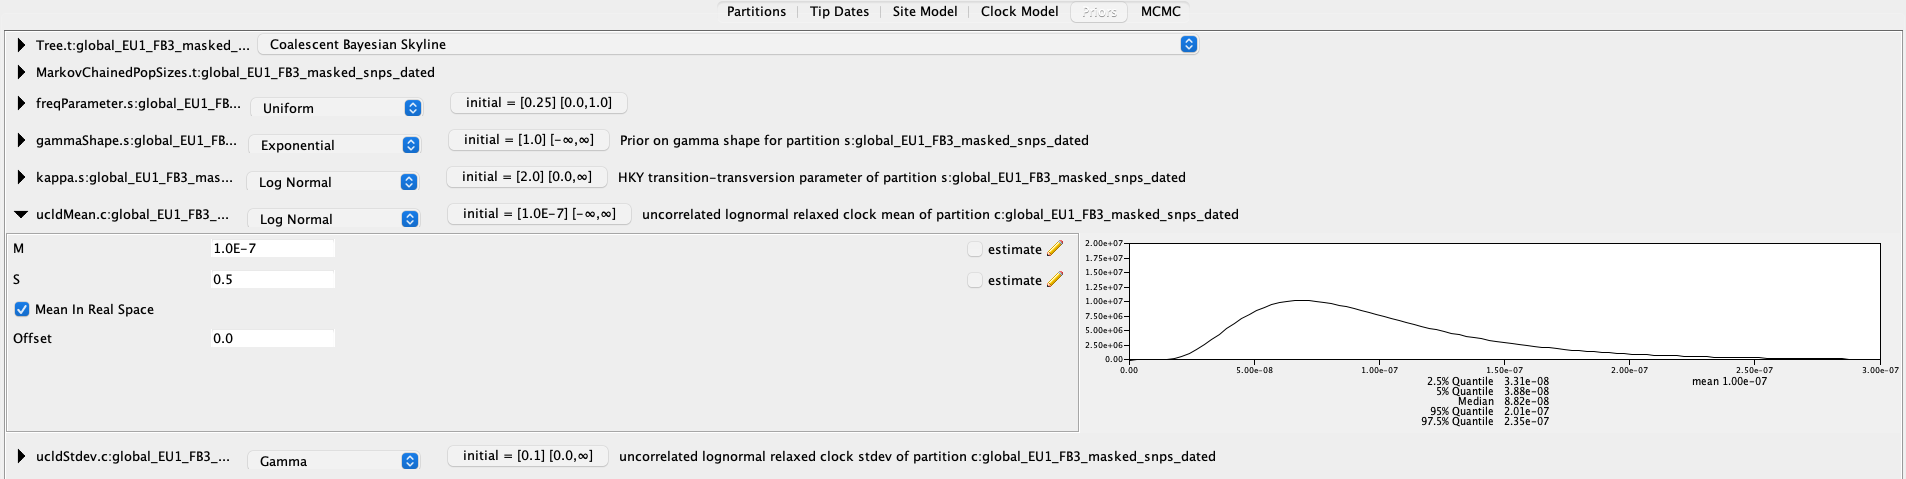 Partitions Tip Dates Site Model Clock Model Priors MCMC
Tree.t:global_EU1_FB3_masked_... Coalescent Bayesian Skyline
MarkovChainedPopSizes.t:global_EU1_FB3_masked_snps_dated
freqParameter.s:global_EU1_FB... Uniform initial = [0.25] [0.0,1.0]
gammaShape.s:global_EU1_FB... Exponential initial = [1.0] [-∞,∞] Prior on gamma shape for partition s:global_EU1_FB3_masked_snps_dated
kappa.s:global_EU1_FB3_mas... Log Normal initial = [2.0] [0.0,∞] HKY transition-transversion parameter of partition s:global_EU1_FB3_masked_snps_dated
ucldMean.c:global_EU1_FB3_... Log Normal initial = [1.0E-7] [-∞,∞] uncorrelated lognormal relaxed clock mean of partition c:global_EU1_FB3_masked_snps_dated
M 1.0E-7 estimate
S 0.5 estimate
Mean In Real Space
Offset 0.0
2.00e+07
1.75e+07
1.50e+07
1.25e+07
1.00e+07
7.50e+06
5.00e+06
2.50e+06
0.00
0.00 5.00e-08 1.00e-07 1.50e-07 2.00e-07 2.50e-07 3.00e-07
2.5% Quantile 3.31e-08 mean 1.00e-07
5% Quantile 3.88e-08
Median 8.82e-08
95% Quantile 2.01e-07
97.5% Quantile 2.35e-07
ucldStdev.c:global_EU1_FB3_... Gamma initial = [0.1] [0.0,∞] uncorrelated lognormal relaxed clock stdev of partition c:global_EU1_FB3_masked_snps_dated